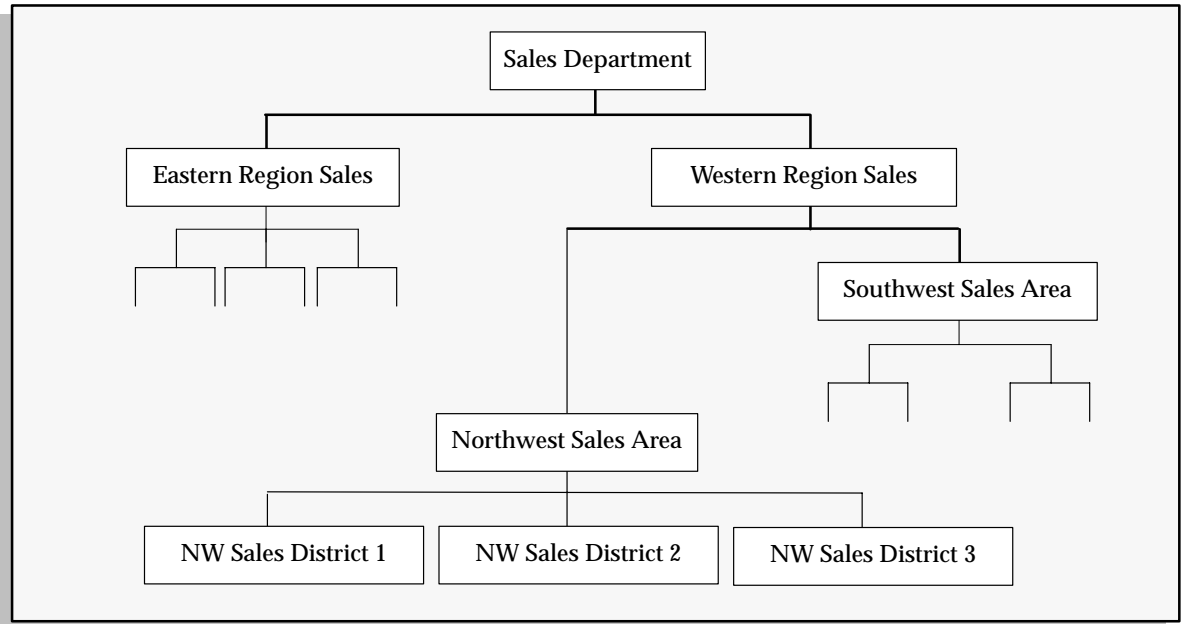 Sales Department
Eastern Region Sales
Western Region Sales
Southwest Sales Area
Northwest Sales Area
NW Sales District 1
NW Sales District 2
NW Sales District 3